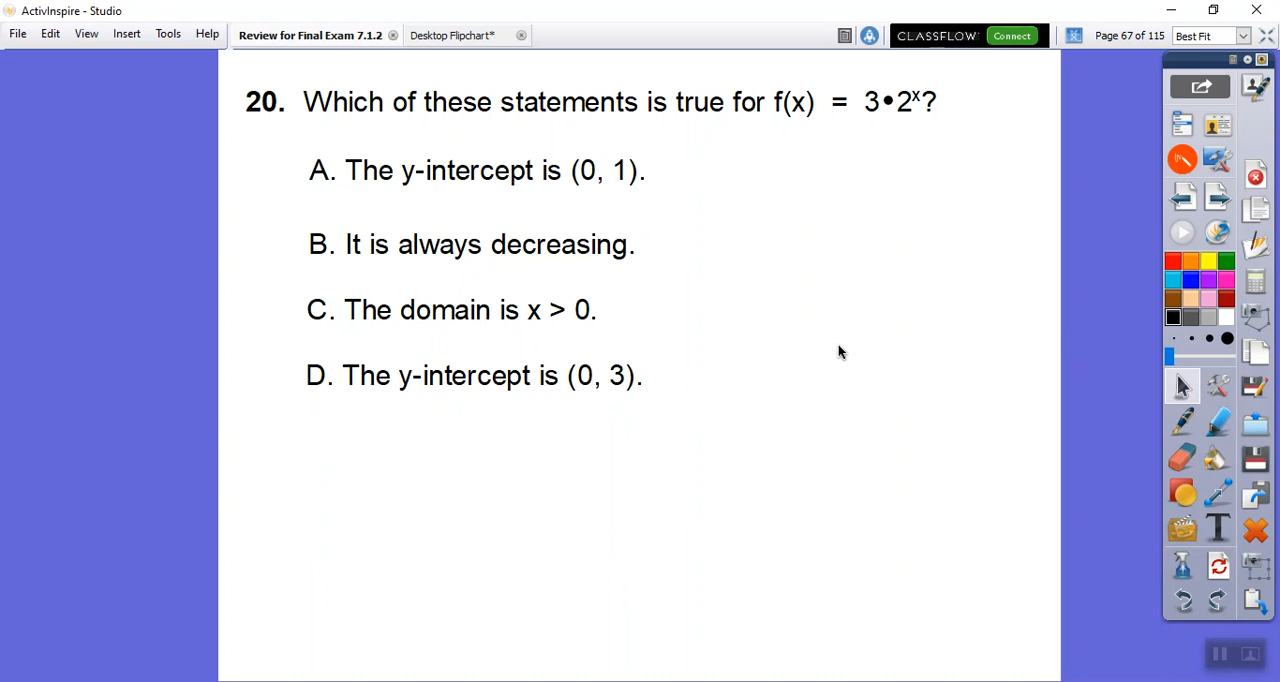 ActivInspire - Studio
File Edit View Insert Tools Help
Review for Final Exam 7.1.2
Desktop Flipchart*
CLASSFLOW Connect
Page 67 of 115
Best Fit
20. Which of these statements is true for f(x) = 3•2ˣ?
A. The y-intercept is (0, 1).
B. It is always decreasing.
C. The domain is x > 0.
D. The y-intercept is (0, 3).
T